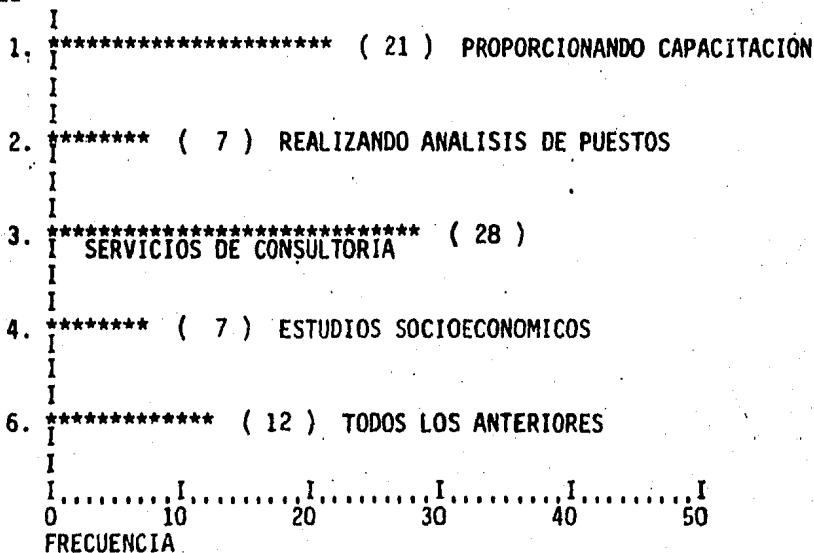 I
1. ********************** ( 21 ) PROPORCIONANDO CAPACITACIÓN
I
I
I
2. ******** ( 7 ) REALIZANDO ANALISIS DE PUESTOS
I
I
I
3. ***************************** ( 28 )
I SERVICIOS DE CONSULTORIA
I
I
4. ******** ( 7 ) ESTUDIOS SOCIOECONOMICOS
I
I
I
6. ************* ( 12 ) TODOS LOS ANTERIORES
I
I
I.........I.........I.........I.........I.........I
0 10 20 30 40 50
FRECUENCIA